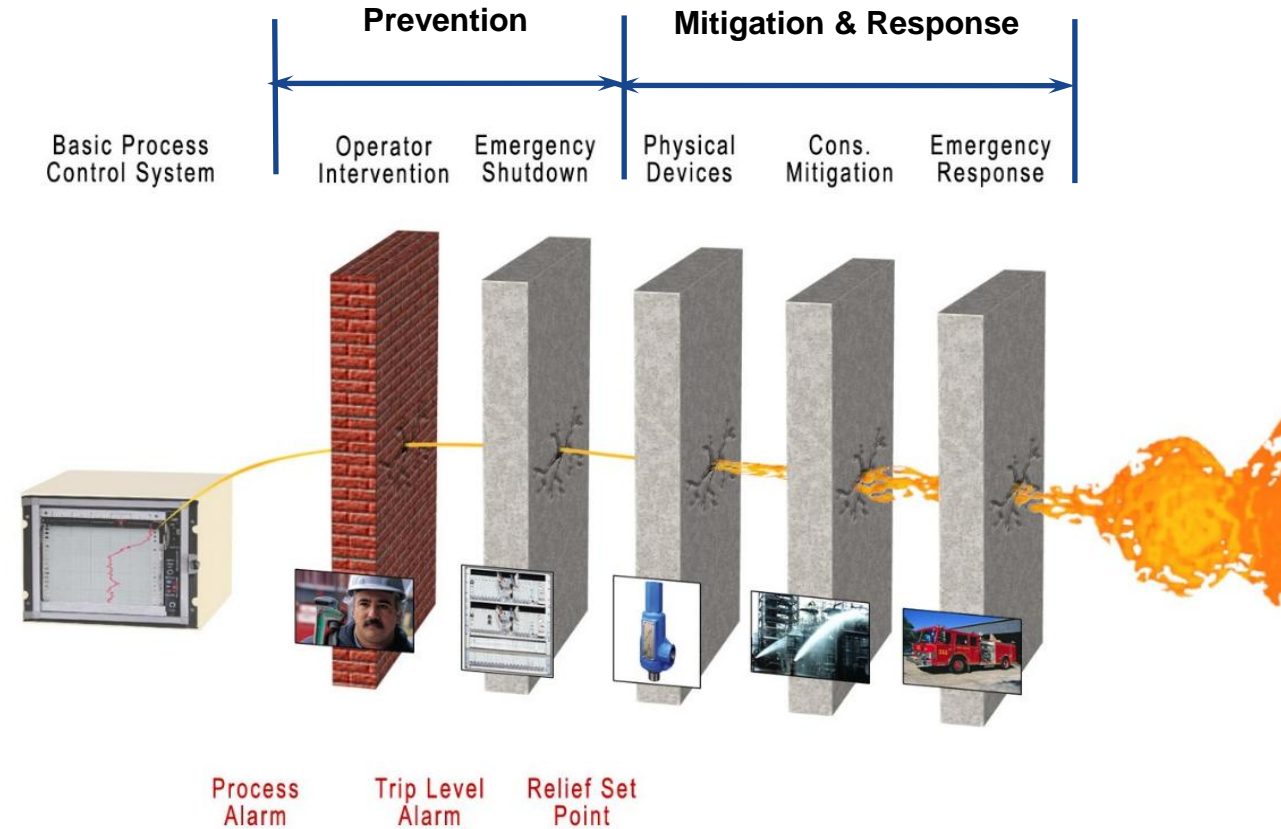 Prevention
Mitigation & Response
Basic Process
Control System
Operator
Intervention
Emergency
Shutdown
Physical
Devices
Cons.
Mitigation
Emergency
Response
Process
Alarm
Trip Level
Alarm
Relief Set
Point